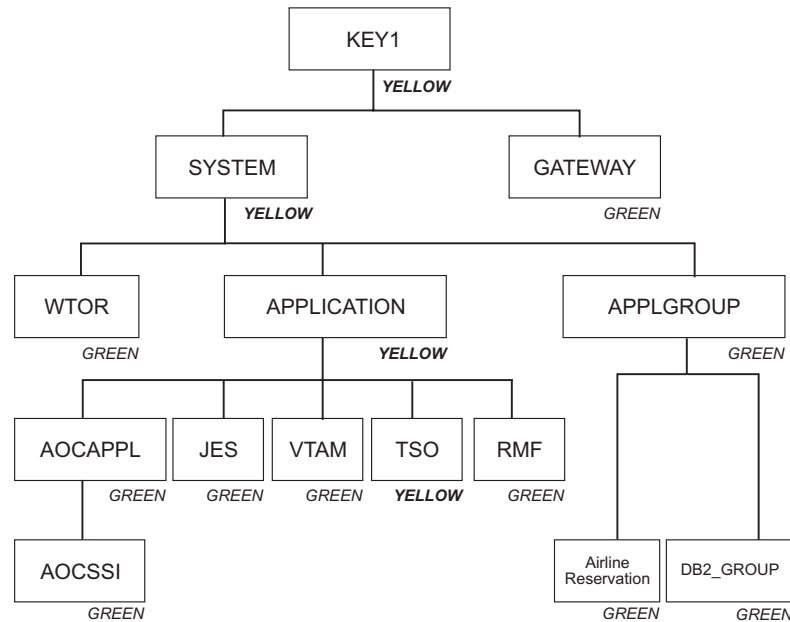 KEY1
YELLOW
SYSTEM
GATEWAY
YELLOW
GREEN
WTOR
APPLICATION
APPLGROUP
GREEN
YELLOW
GREEN
AOCAPPL
JES
VTAM
TSO
RMF
GREEN
GREEN
GREEN
YELLOW
GREEN
AOCSSI
Airline
Reservation
DB2_GROUP
GREEN
GREEN
GREEN